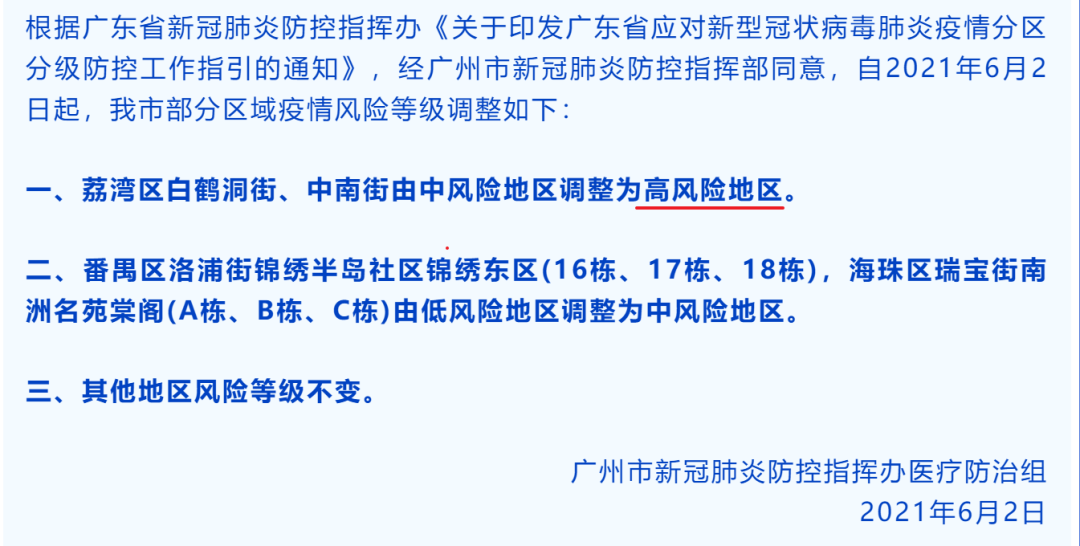 根据广东省新冠肺炎防控指挥办《关于印发广东省应对新型冠状病毒肺炎疫情分区
分级防控工作指引的通知》，经广州市新冠肺炎防控指挥部同意，自2021年6月2
日起，我市部分区域疫情风险等级调整如下：
一、荔湾区白鹤洞街、中南街由中风险地区调整为高风险地区。
二、番禺区洛浦街锦绣半岛社区锦绣东区(16栋、17栋、18栋)，海珠区瑞宝街南
洲名苑棠阁(A栋、B栋、C栋)由低风险地区调整为中风险地区。
三、其他地区风险等级不变。
广州市新冠肺炎防控指挥办医疗防治组
2021年6月2日